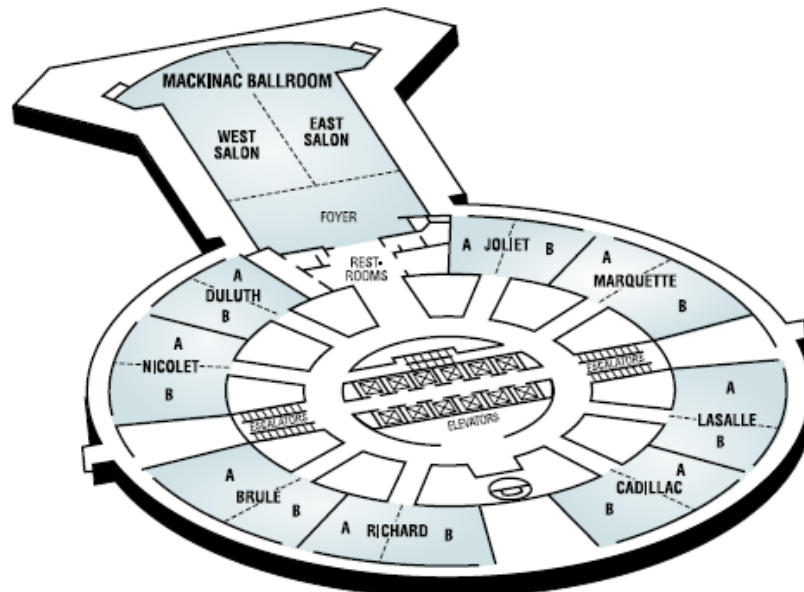 MACKINAC BALLROOM
WEST
SALON
EAST
SALON
FOYER
REST-
ROOMS
A
JOLIET
B
A
MARQUETTE
B
A
DULUTH
B
A
NICOLET
B
ESCALATORS
ESCALATORS
ELEVATORS
A
LASALLE
B
A
CADILLAC
B
A
BRULÉ
B
A
RICHARD
B